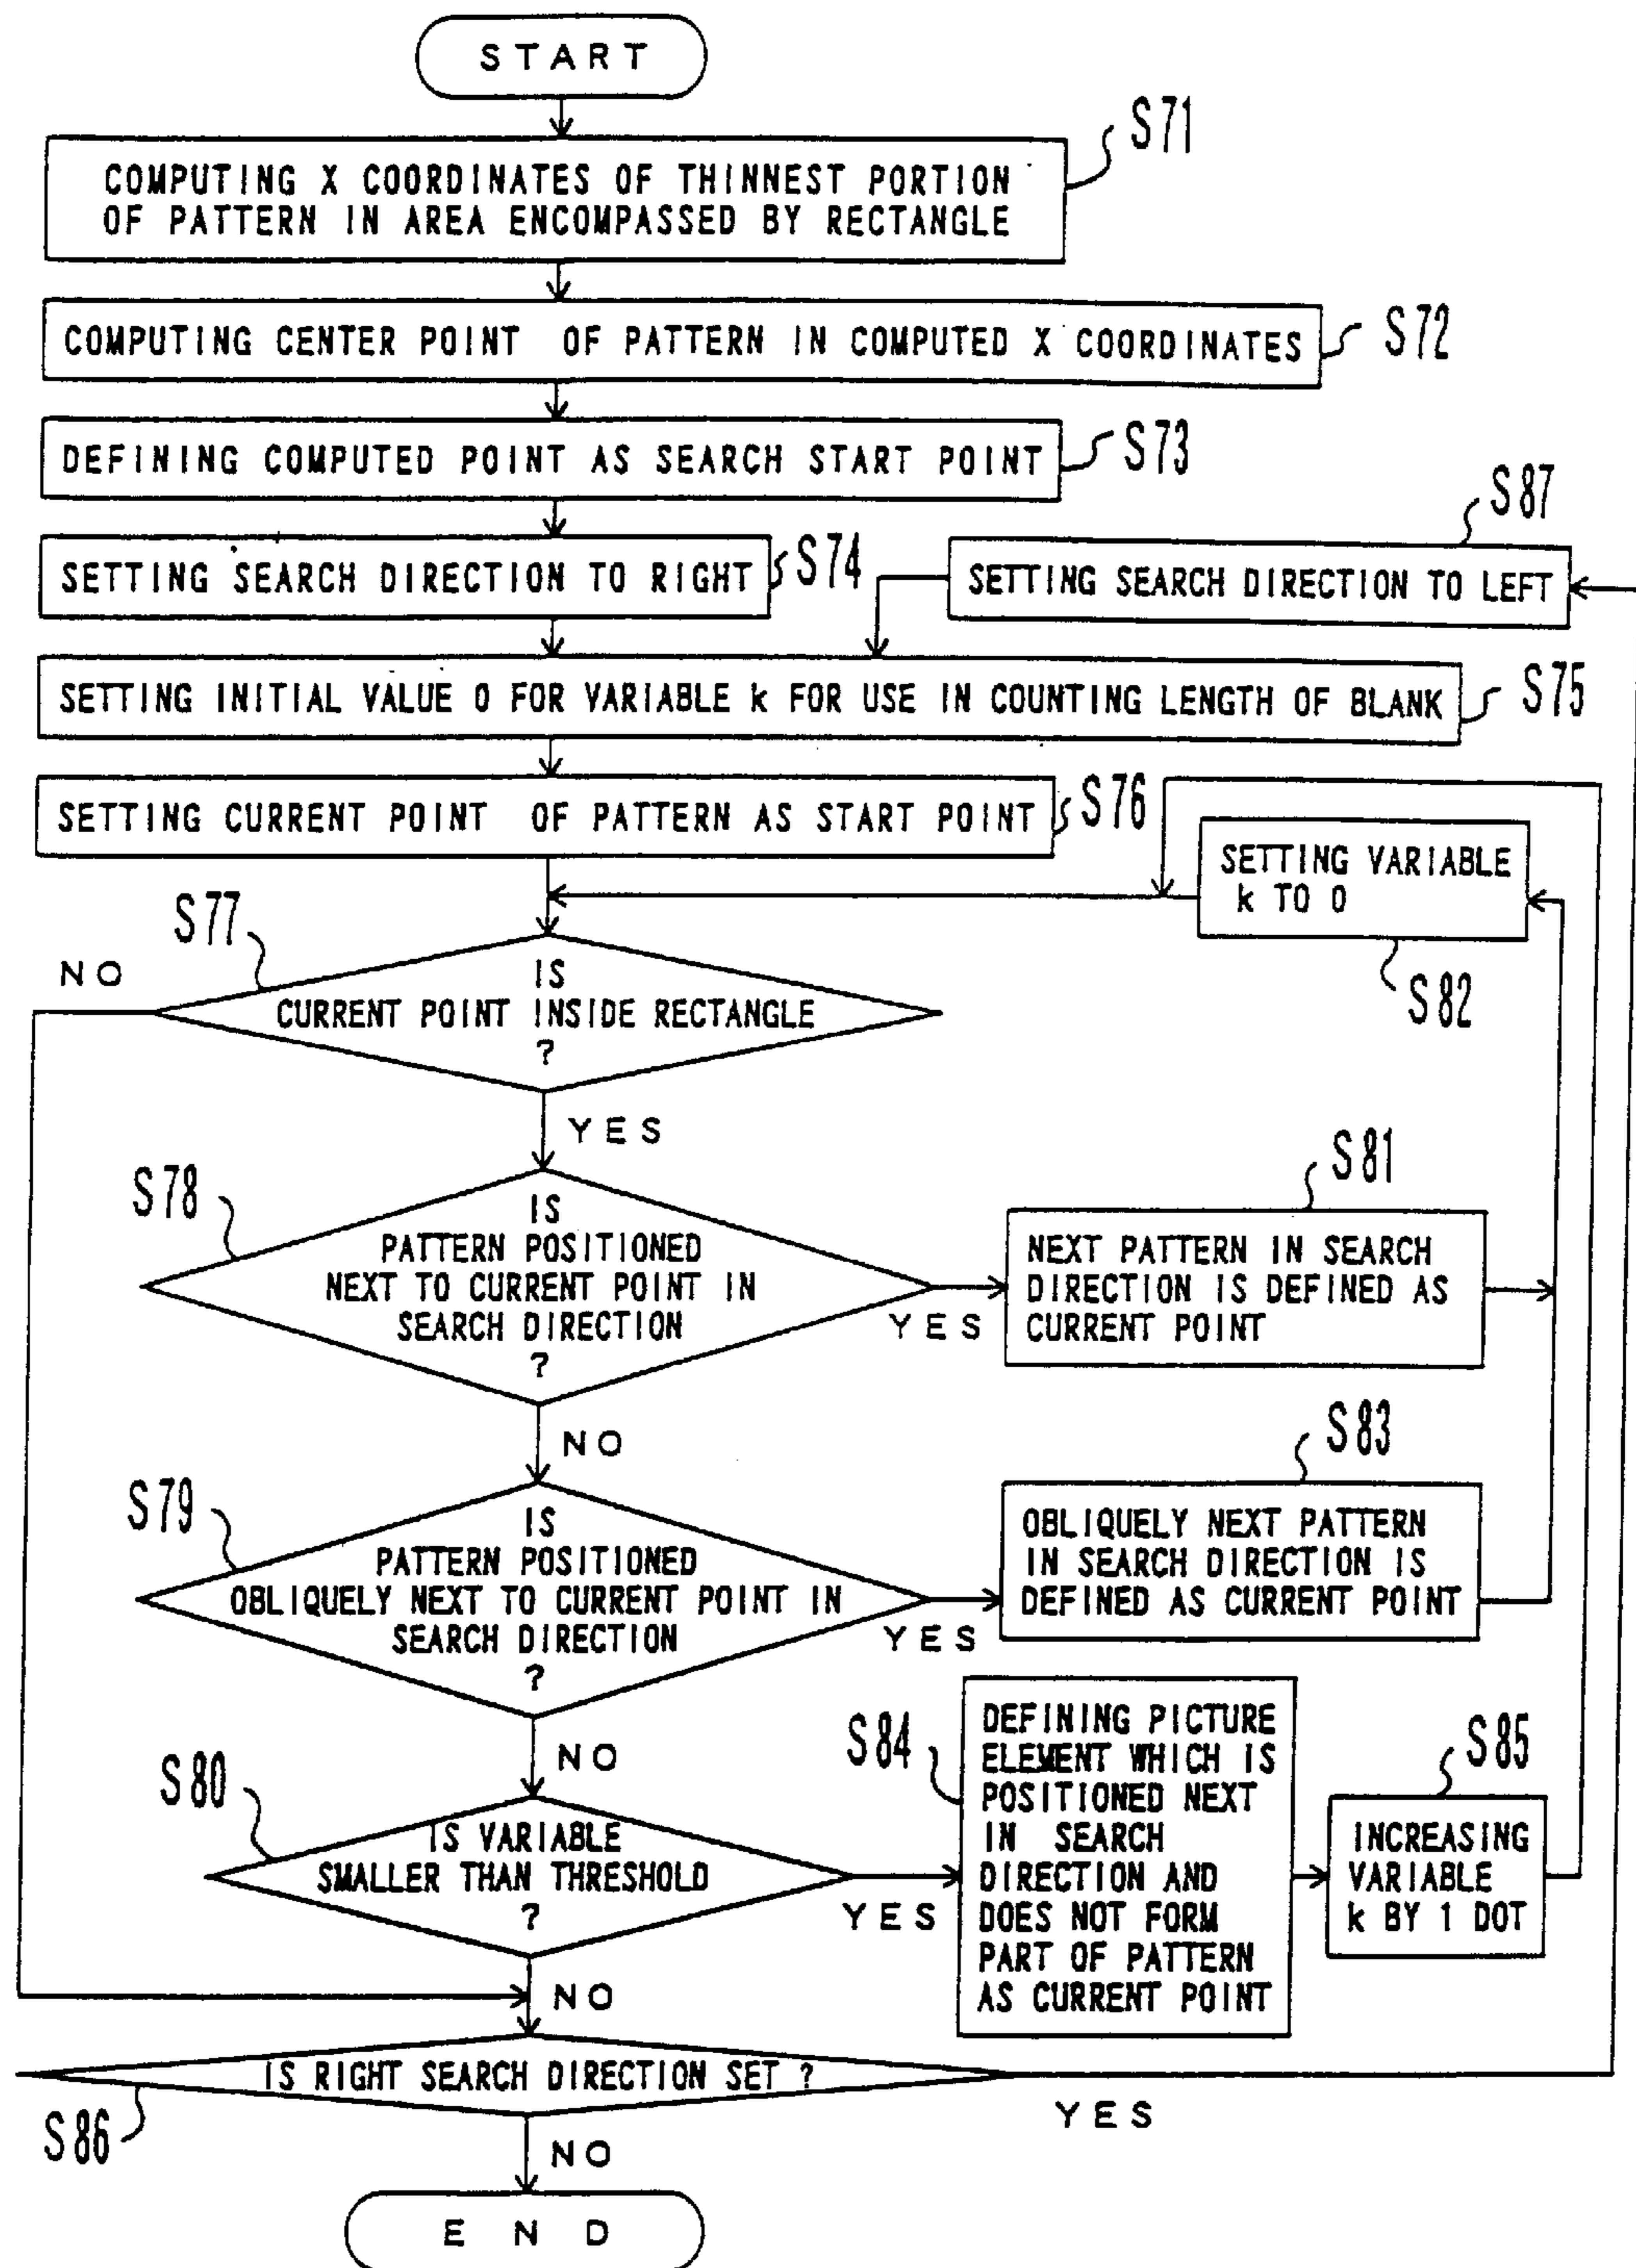 START
S71
COMPUTING X COORDINATES OF THINNEST PORTION
OF PATTERN IN AREA ENCOMPASSED BY RECTANGLE
COMPUTING CENTER POINT OF PATTERN IN COMPUTED X COORDINATES
S72
DEFINING COMPUTED POINT AS SEARCH START POINT
S73
S87
SETTING SEARCH DIRECTION TO RIGHT
S74
SETTING SEARCH DIRECTION TO LEFT
SETTING INITIAL VALUE 0 FOR VARIABLE k FOR USE IN COUNTING LENGTH OF BLANK
S75
SETTING CURRENT POINT OF PATTERN AS START POINT
S76
SETTING VARIABLE
k TO 0
S82
S77
NO
IS
CURRENT POINT INSIDE RECTANGLE
?
YES
S78
IS
PATTERN POSITIONED
NEXT TO CURRENT POINT IN
SEARCH DIRECTION
?
YES
S81
NEXT PATTERN IN SEARCH
DIRECTION IS DEFINED AS
CURRENT POINT
NO
S79
IS
PATTERN POSITIONED
OBLIQUELY NEXT TO CURRENT POINT IN
SEARCH DIRECTION
?
YES
S83
OBLIQUELY NEXT PATTERN
IN SEARCH DIRECTION IS
DEFINED AS CURRENT POINT
NO
S80
IS VARIABLE
SMALLER THAN THRESHOLD
?
YES
S84
DEFINING PICTURE
ELEMENT WHICH IS
POSITIONED NEXT
IN SEARCH
DIRECTION AND
DOES NOT FORM
PART OF PATTERN
AS CURRENT POINT
S85
INCREASING
VARIABLE
k BY 1 DOT
NO
IS RIGHT SEARCH DIRECTION SET ?
S86
YES
NO
END